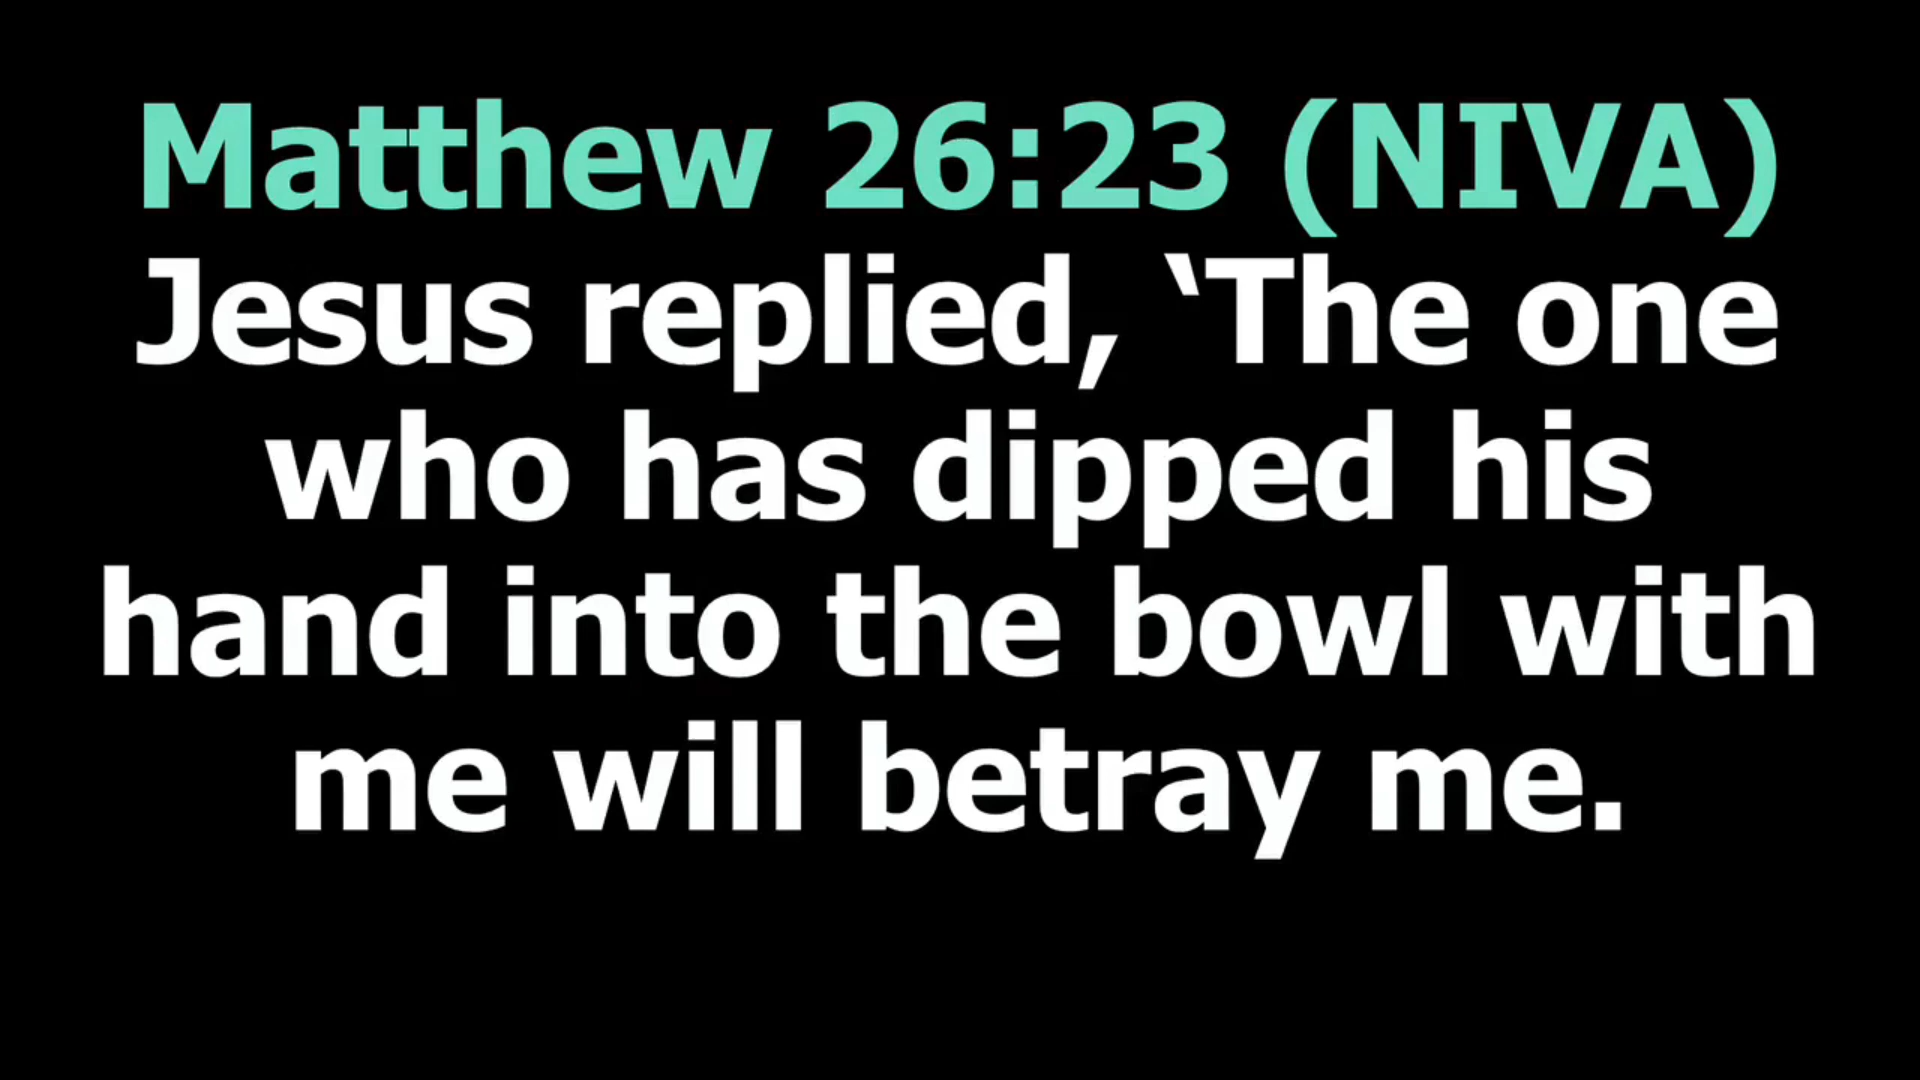 Matthew 26:23 (NIVA)
Jesus replied, ‘The one
who has dipped his
hand into the bowl with
me will betray me.